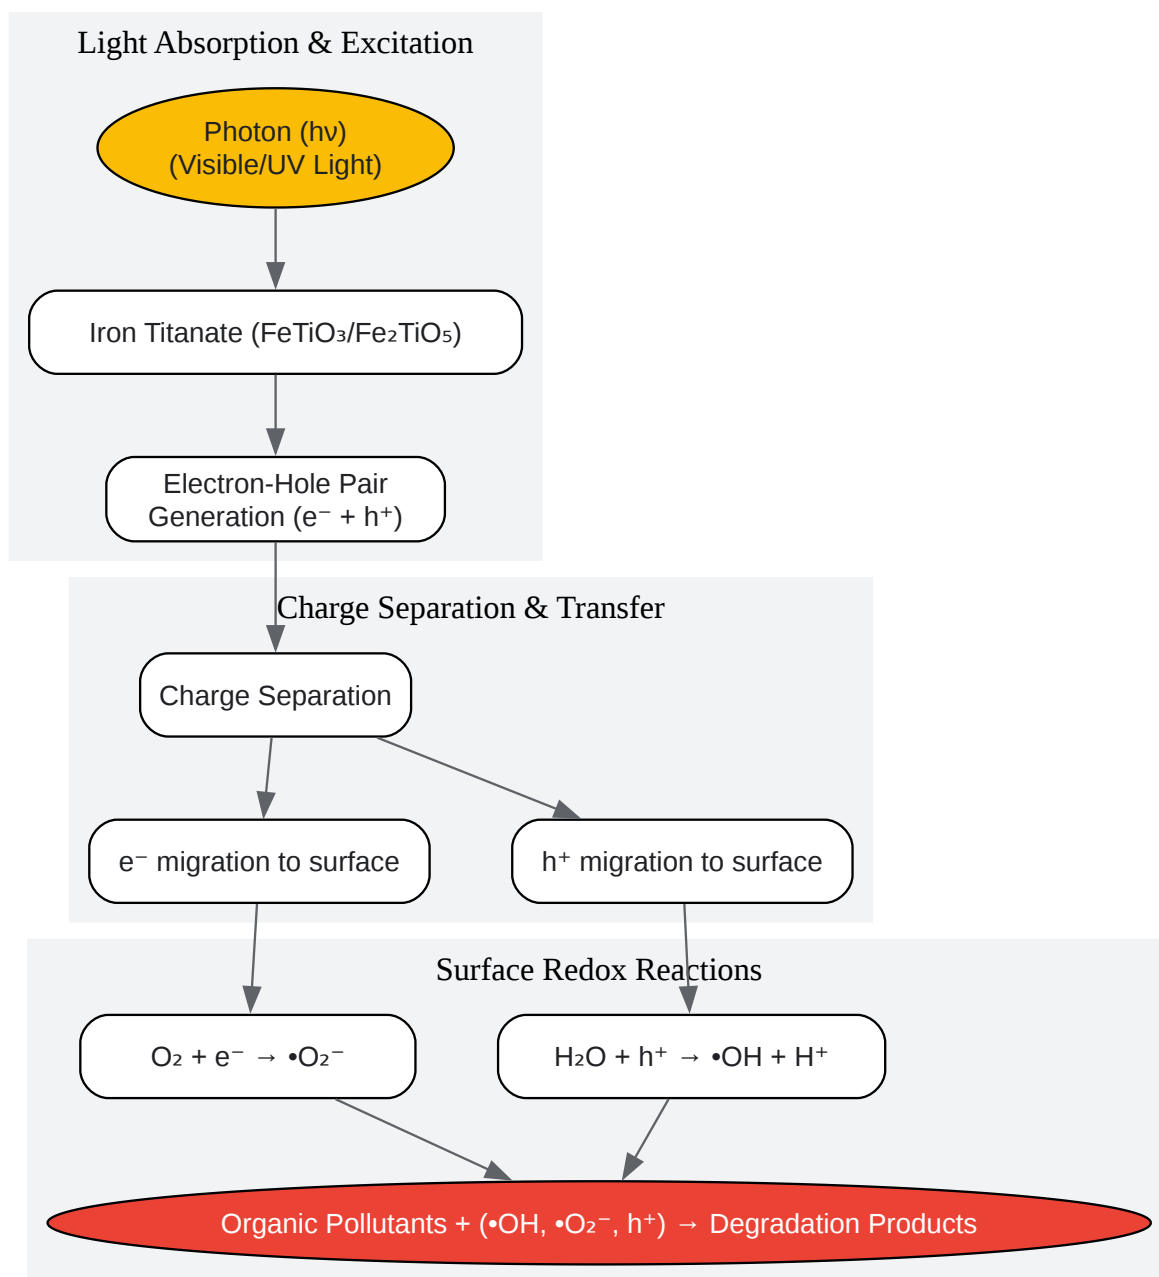 Light Absorption & Excitation
Photon (hν)
(Visible/UV Light)
Iron Titanate (FeTiO₃/Fe₂TiO₅)
Electron-Hole Pair
Generation (e⁻ + h⁺)
Charge Separation & Transfer
Charge Separation
e⁻ migration to surface
h⁺ migration to surface
Surface Redox Reactions
O₂ + e⁻ → •O₂⁻
H₂O + h⁺ → •OH + H⁺
Organic Pollutants + (•OH, •O₂⁻, h⁺) → Degradation Products